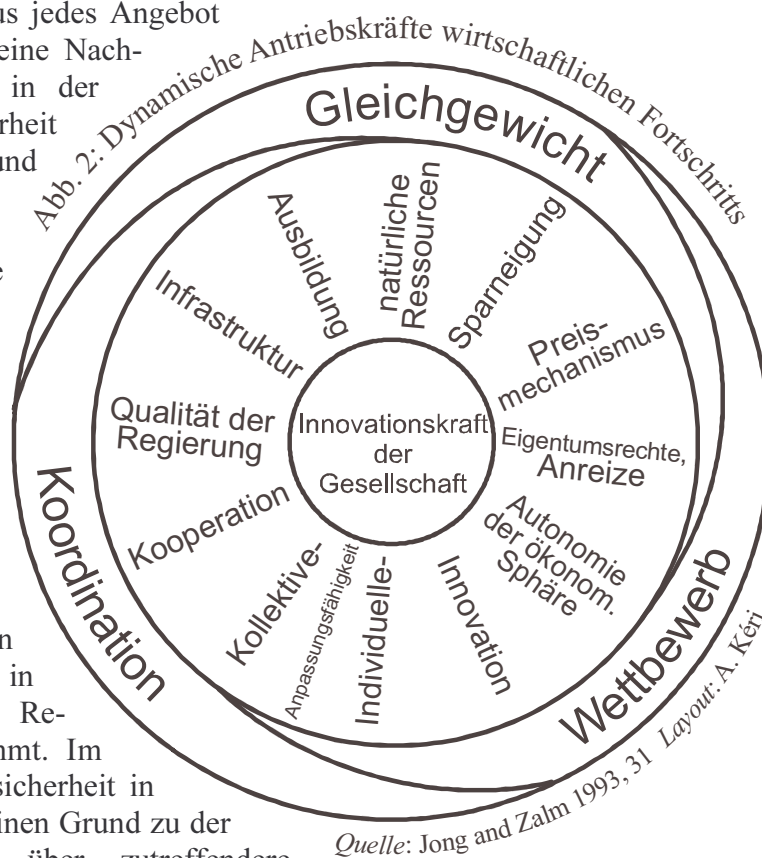 us jedes Angebot
eine Nach-
in der
rheit
und
e
n
in
Re-
mmt. Im
sicherheit in
inen Grund zu der
über zutreffendere
Abb. 2: Dynamische Antriebskräfte wirtschaftlichen Fortschritts
Gleichgewicht
Wettbewerb
Koordination
natürliche
Ressourcen
Sparneigung
Preis-
mechanismus
Eigentumsrechte,
Anreize
Autonomie
der ökonom.
Sphäre
Innovation
Individuelle-
Anpassungsfähigkeit
Kollektive-
Kooperation
Qualität der
Regierung
Infrastruktur
Ausbildung
Innovationskraft
der
Gesellschaft
Quelle: Jong and Zalm 1993, 31 Layout: A. Kéri